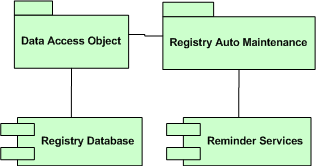 Data Access Object
Registry Auto Maintenance
Registry Database
Reminder Services